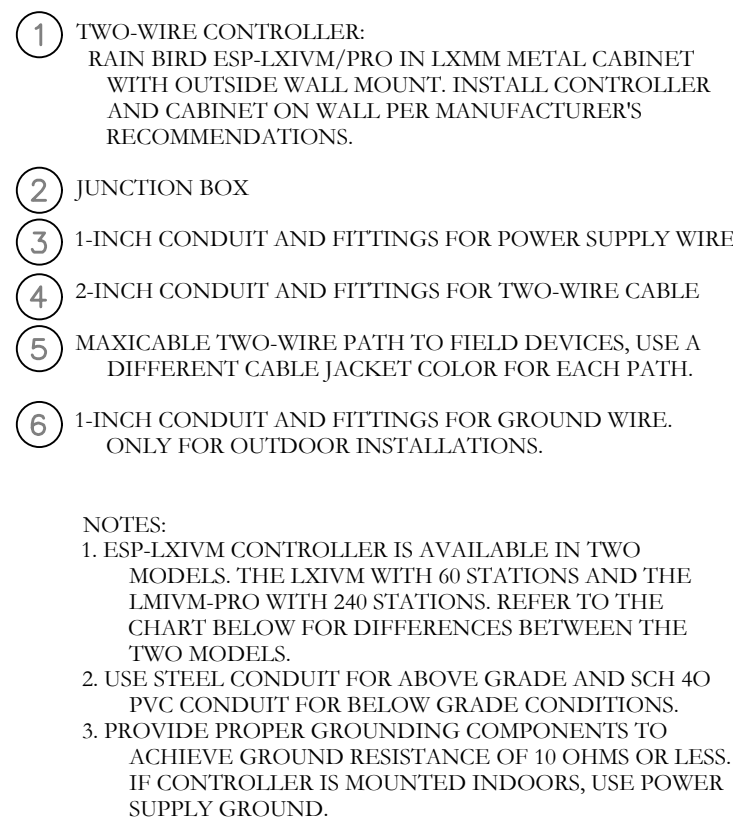 1 TWO-WIRE CONTROLLER:
RAIN BIRD ESP-LXIVM/PRO IN LXMM METAL CABINET
WITH OUTSIDE WALL MOUNT. INSTALL CONTROLLER
AND CABINET ON WALL PER MANUFACTURER'S
RECOMMENDATIONS.
2 JUNCTION BOX
3 1-INCH CONDUIT AND FITTINGS FOR POWER SUPPLY WIRE
4 2-INCH CONDUIT AND FITTINGS FOR TWO-WIRE CABLE
5 MAXICABLE TWO-WIRE PATH TO FIELD DEVICES, USE A
DIFFERENT CABLE JACKET COLOR FOR EACH PATH.
6 1-INCH CONDUIT AND FITTINGS FOR GROUND WIRE.
ONLY FOR OUTDOOR INSTALLATIONS.
NOTES:
1. ESP-LXIVM CONTROLLER IS AVAILABLE IN TWO
MODELS. THE LXIVM WITH 60 STATIONS AND THE
LMIVM-PRO WITH 240 STATIONS. REFER TO THE
CHART BELOW FOR DIFFERENCES BETWEEN THE
TWO MODELS.
2. USE STEEL CONDUIT FOR ABOVE GRADE AND SCH 4O
PVC CONDUIT FOR BELOW GRADE CONDITIONS.
3. PROVIDE PROPER GROUNDING COMPONENTS TO
ACHIEVE GROUND RESISTANCE OF 10 OHMS OR LESS.
IF CONTROLLER IS MOUNTED INDOORS, USE POWER
SUPPLY GROUND.